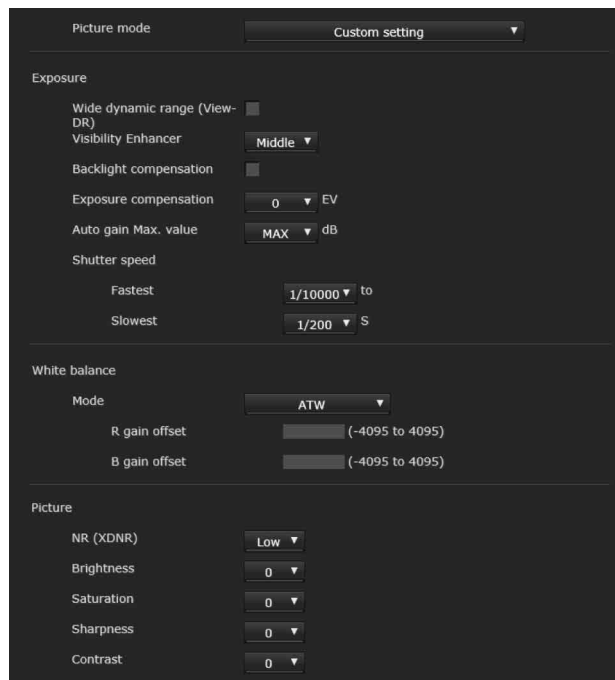 Picture mode Custom setting
Exposure
Wide dynamic range (View-
DR)
Visibility Enhancer Middle
Backlight compensation
Exposure compensation 0 EV
Auto gain Max. value MAX dB
Shutter speed
Fastest 1/10000 to
Slowest 1/200 S
White balance
Mode ATW
R gain offset (-4095 to 4095)
B gain offset (-4095 to 4095)
Picture
NR (XDNR) Low
Brightness 0
Saturation 0
Sharpness 0
Contrast 0